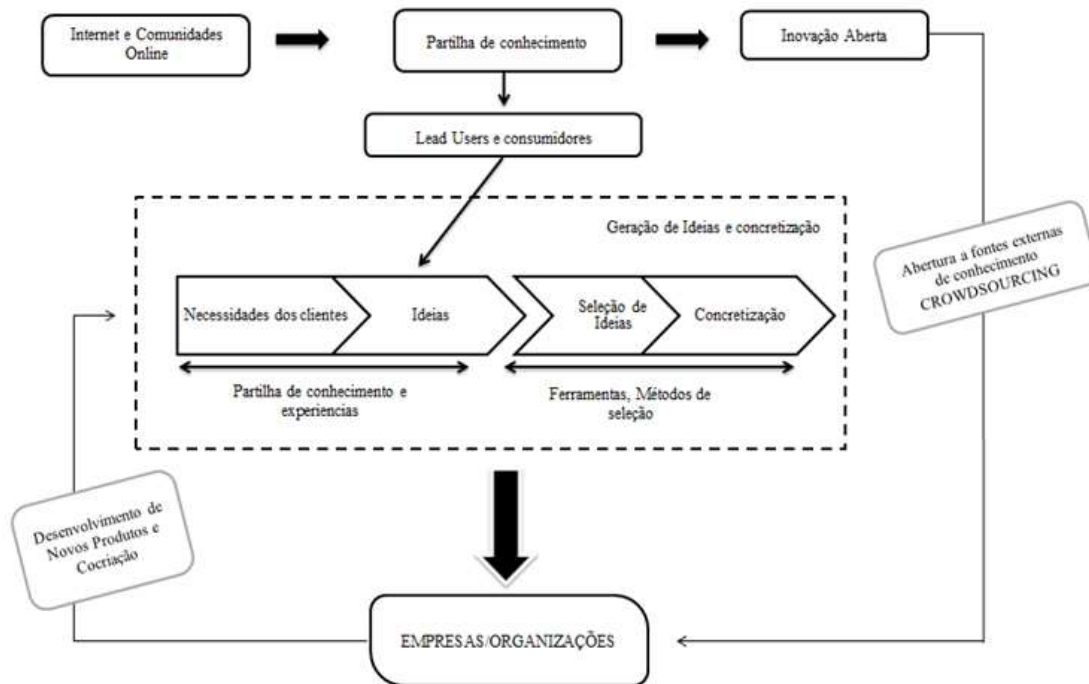 Internet e Comunidades
Online
Partilha de conhecimento
Inovação Aberta
Lead Users e consumidores
Geração de Ideias e concretização
Abertura a fontes externas
de conhecimento
CROWDSOURCING
Necessidades dos clientes
Ideias
Seleção de
Ideias
Concretização
Partilha de conhecimento e
experiencias
Ferramentas, Métodos de
seleção
Desenvolvimento de
Novos Produtos e
Cocriação
EMPRESAS/ORGANIZAÇÕES